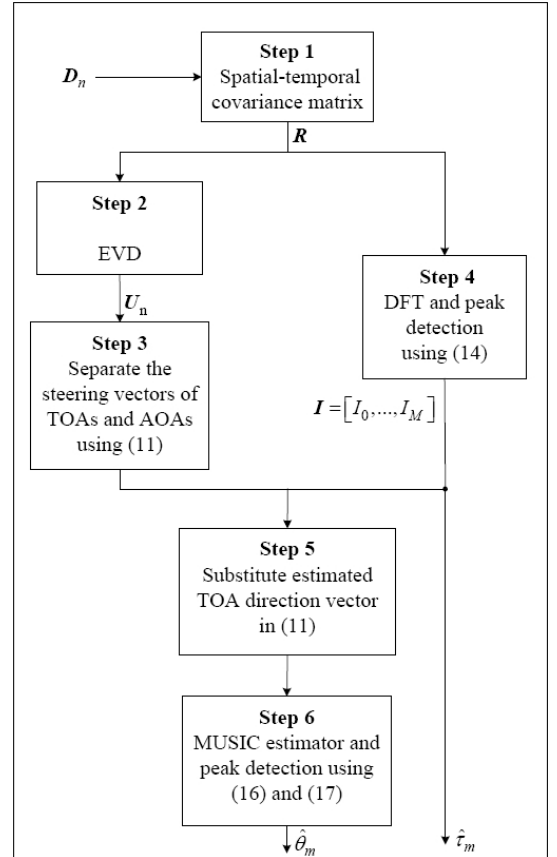 Step 1
D_n
Spatial-temporal
covariance matrix
R
Step 2
EVD
U_n
Step 3
Separate the
steering vectors of
TOAs and AOAs
using (11)
Step 4
DFT and peak
detection
using (14)
I = [I_0,...,I_M]
Step 5
Substitute estimated
TOA direction vector
in (11)
Step 6
MUSIC estimator and
peak detection using
(16) and (17)
θ̂_m
τ̂_m